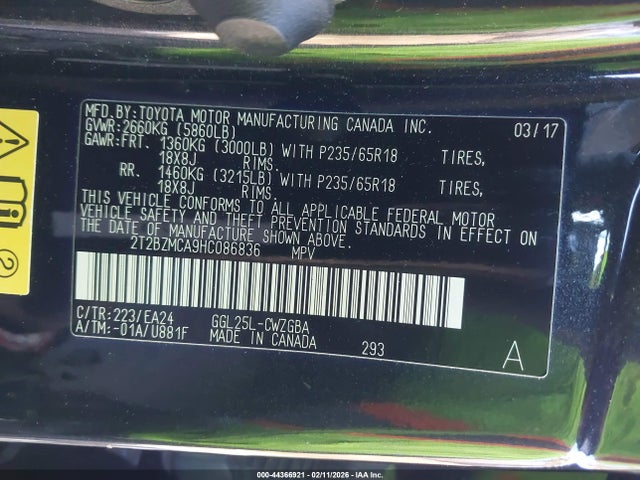 MFD.BY:TOYOTA MOTOR MANUFACTURING CANADA INC. 03/17
GVWR:2660KG (5860LB)
GAWR:FRT. 1360KG (3000LB) WITH P235/65R18 TIRES,
18X8J RIMS.
RR. 1460KG (3215LB) WITH P235/65R18 TIRES,
18X8J RIMS.
THIS VEHICLE CONFORMS TO ALL APPLICABLE FEDERAL MOTOR
VEHICLE SAFETY AND THEFT PREVENTION STANDARDS IN EFFECT ON
THE DATE OF MANUFACTURE SHOWN ABOVE.
2T2BZMCA9HC086836 MPV
C/TR:223/EA24 GGL25L-CWZGBA
A/TM:-01A/U881F MADE IN CANADA 293 A
2
000-44366921 - 02/11/2026 - IAA Inc.